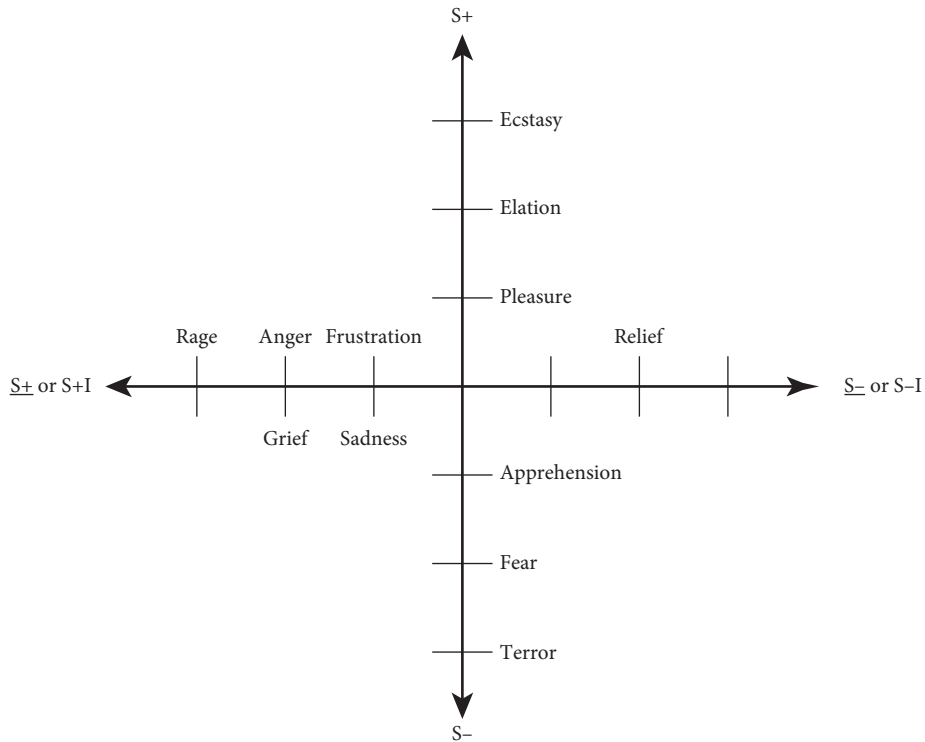 S+
Ecstasy
Elation
Pleasure
Rage Anger Frustration Relief
S+ or S+I S– or S–I
Grief Sadness
Apprehension
Fear
Terror
S–